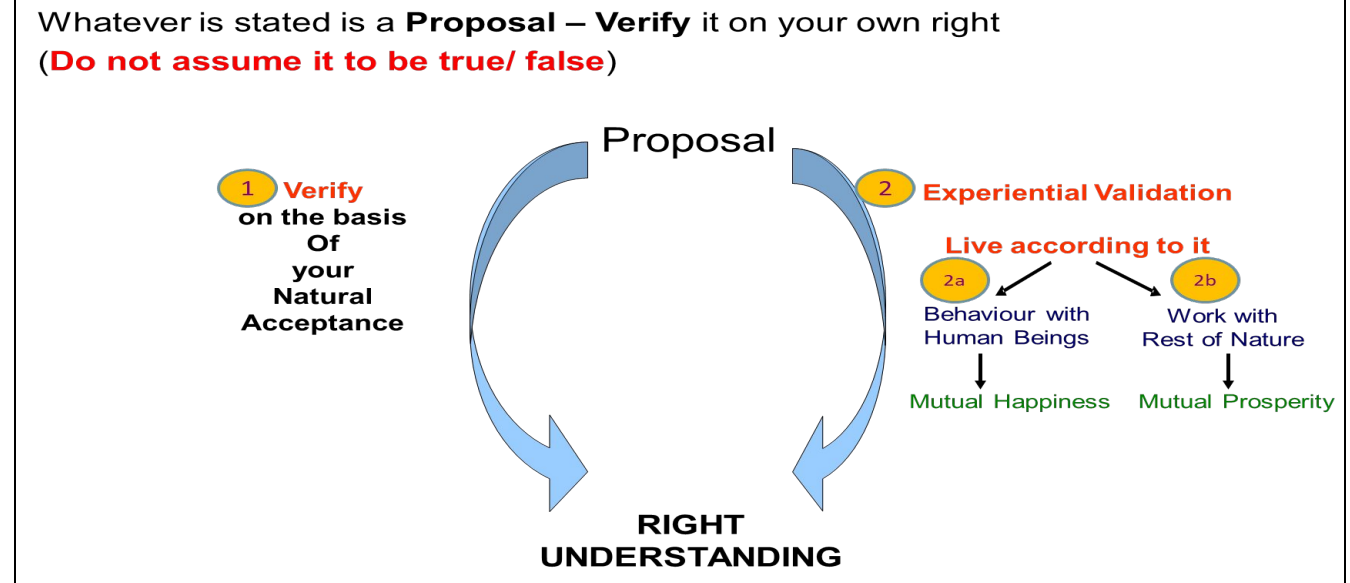 Whatever is stated is a Proposal – Verify it on your own right
(Do not assume it to be true/ false)
Proposal
1 Verify
on the basis
Of
your
Natural
Acceptance
2 Experiential Validation
Live according to it
2a
Behaviour with
Human Beings
Mutual Happiness
2b
Work with
Rest of Nature
Mutual Prosperity
RIGHT
UNDERSTANDING